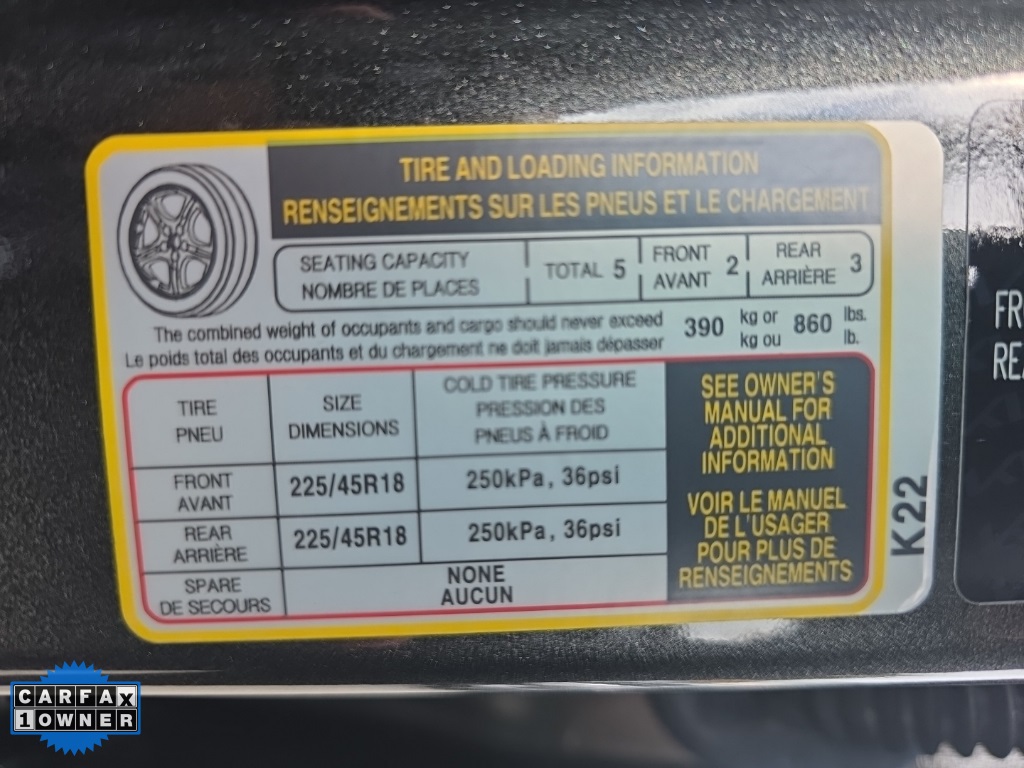 TIRE AND LOADING INFORMATION
RENSEIGNEMENTS SUR LES PNEUS ET LE CHARGEMENT
SEATING CAPACITY
NOMBRE DE PLACES
TOTAL 5
FRONT
AVANT
2
REAR
ARRIÈRE
3
The combined weight of occupants and cargo should never exceed
Le poids total des occupants et du chargement ne doit jamais dépasser
390
kg or
kg ou
860
lbs.
lb.
TIRE
PNEU
SIZE
DIMENSIONS
COLD TIRE PRESSURE
PRESSION DES
PNEUS À FROID
FRONT
AVANT
225/45R18
250kPa, 36psi
REAR
ARRIÈRE
225/45R18
250kPa, 36psi
SPARE
DE SECOURS
NONE
AUCUN
SEE OWNER'S
MANUAL FOR
ADDITIONAL
INFORMATION
VOIR LE MANUEL
DE L'USAGER
POUR PLUS DE
RENSEIGNEMENTS
K22
FR
CARFAX
1 OWNER